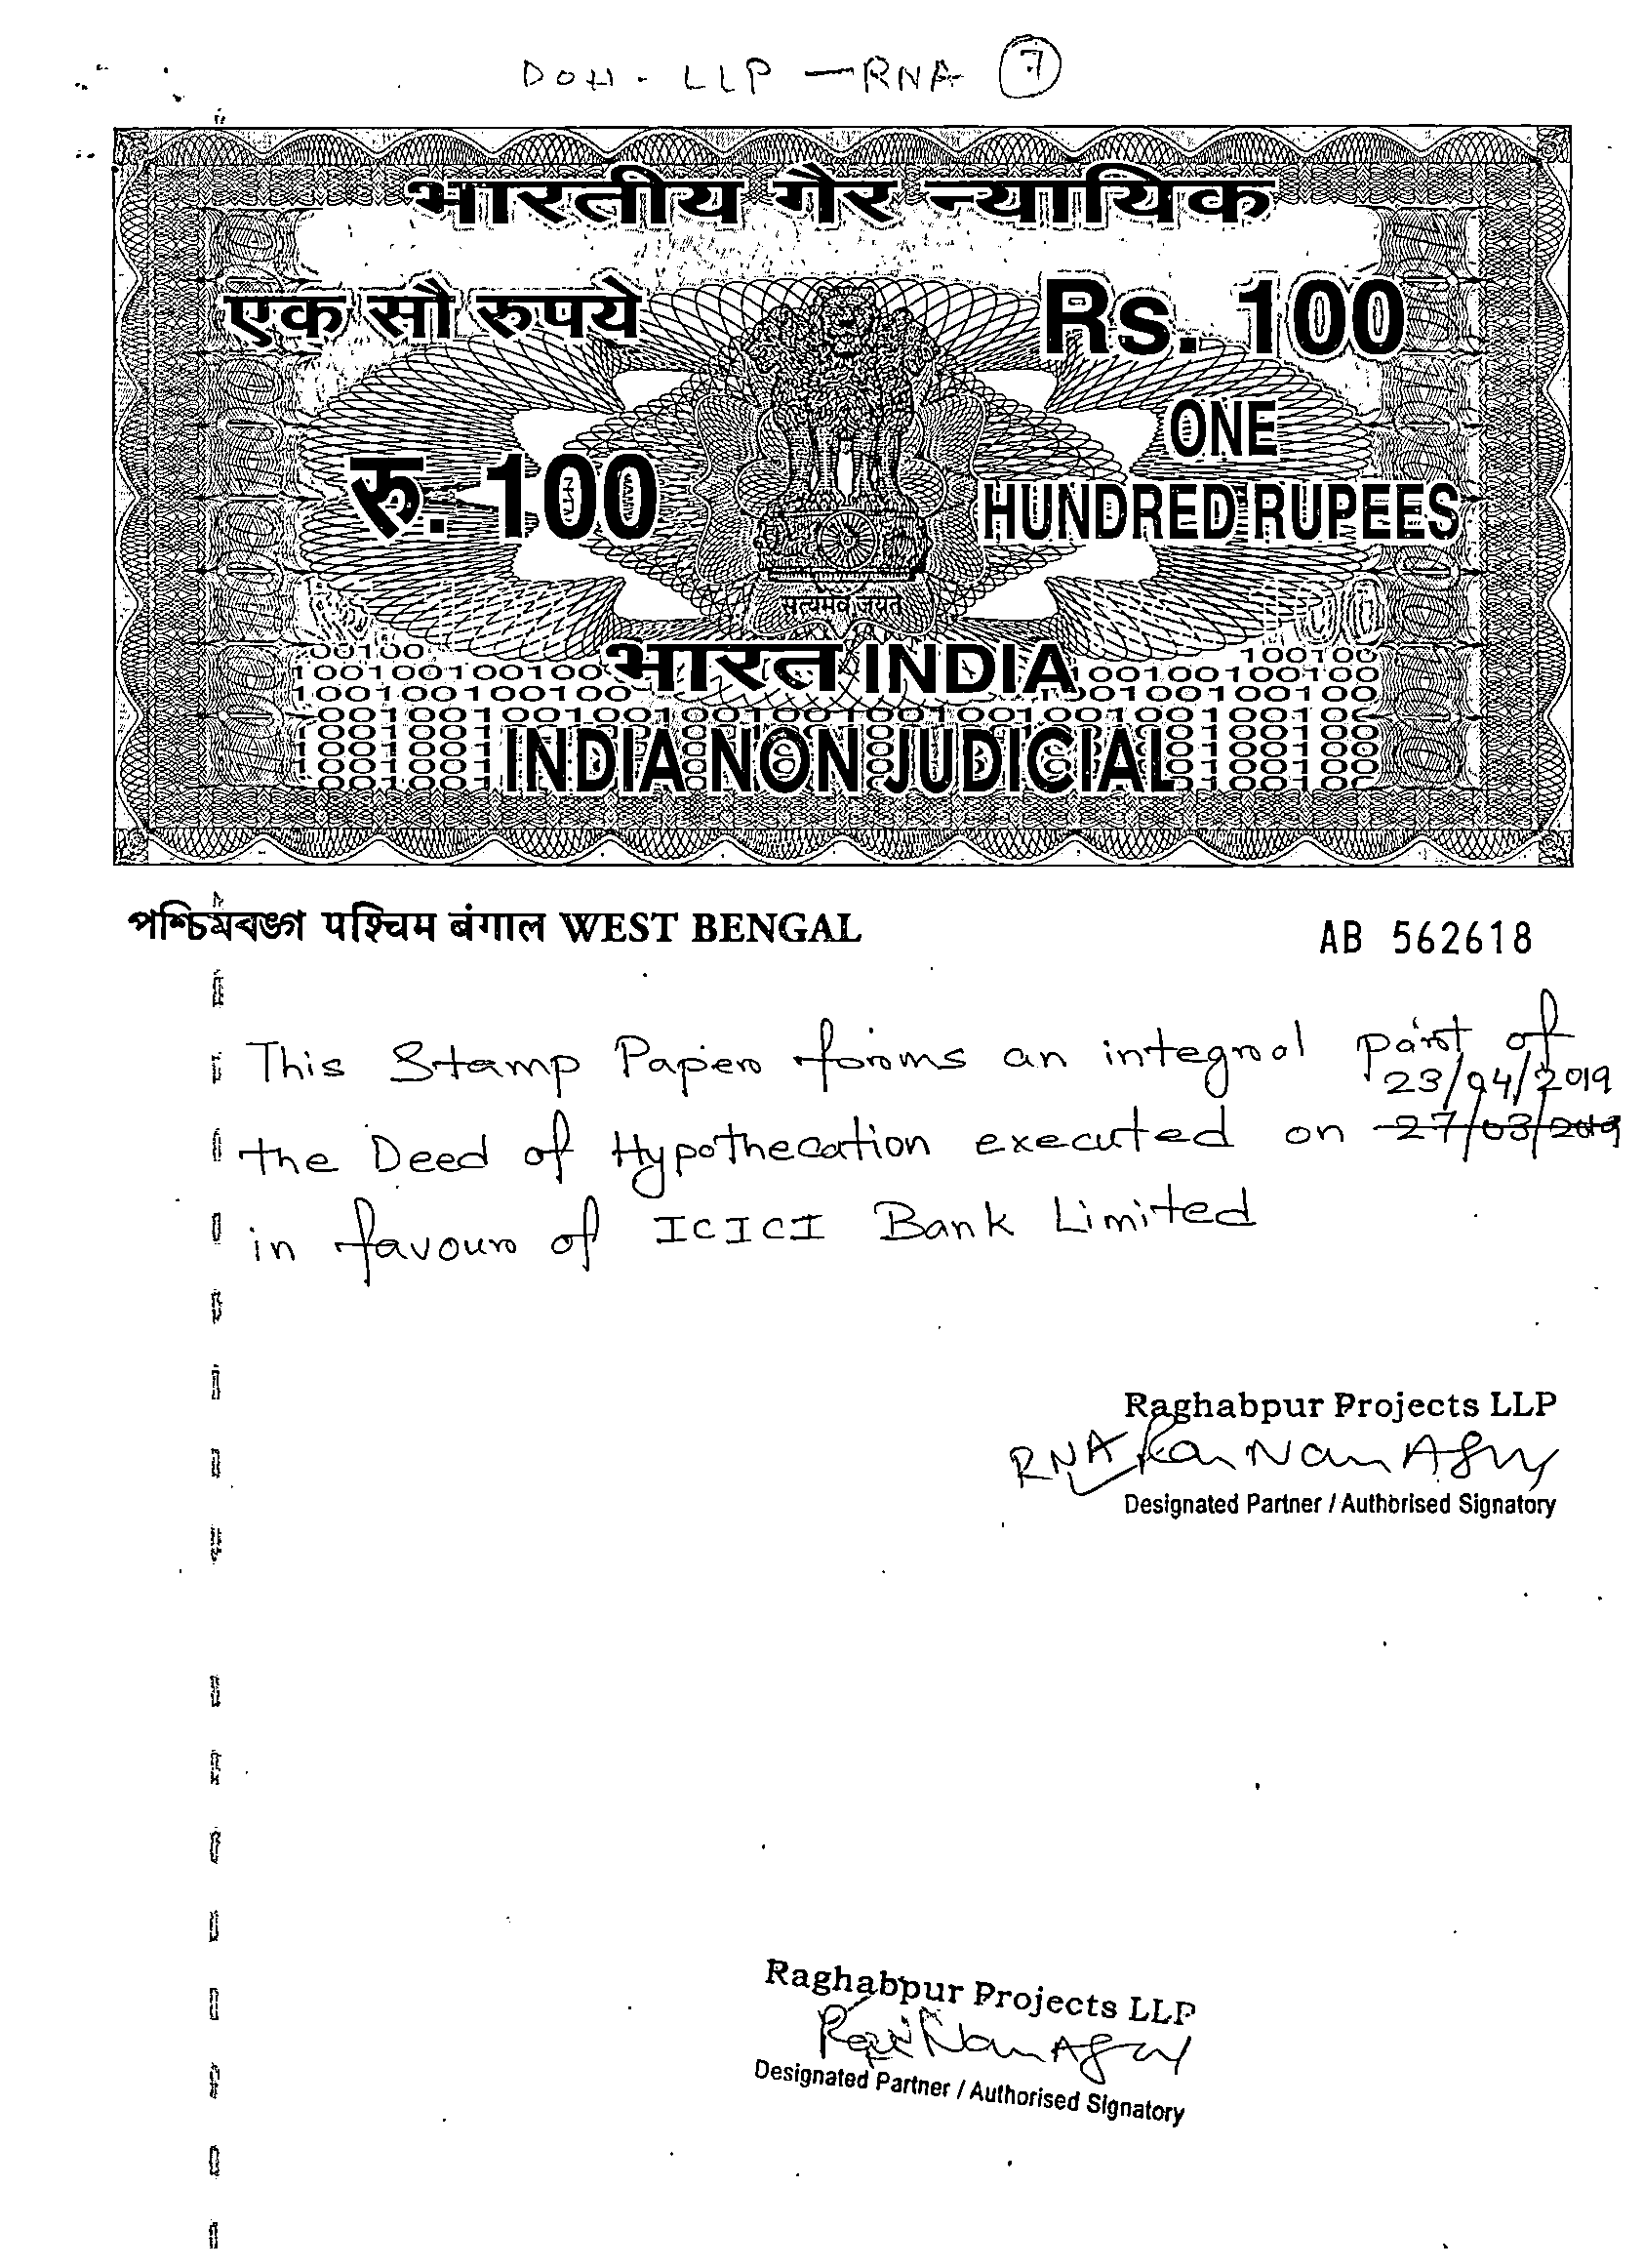 DOH - LLP - RNA 7
भारतीय गैर न्यायिक
एक सौ रुपये
Rs. 100
रु. 100
ONE
HUNDRED RUPEES
सत्यमेव जयते
भारत INDIA
INDIA NON JUDICIAL
পশ্চিমবঙ্গ पश्चिम बंगाल WEST BENGAL
AB 562618
This Stamp Paper forms an integral part of
23/04/2019
the Deed of Hypothecation executed on 27/03/2019
in favour of ICICI Bank Limited
Raghabpur Projects LLP
RNA
Designated Partner / Authorised Signatory
Raghabpur Projects LLP
Designated Partner / Authorised Signatory